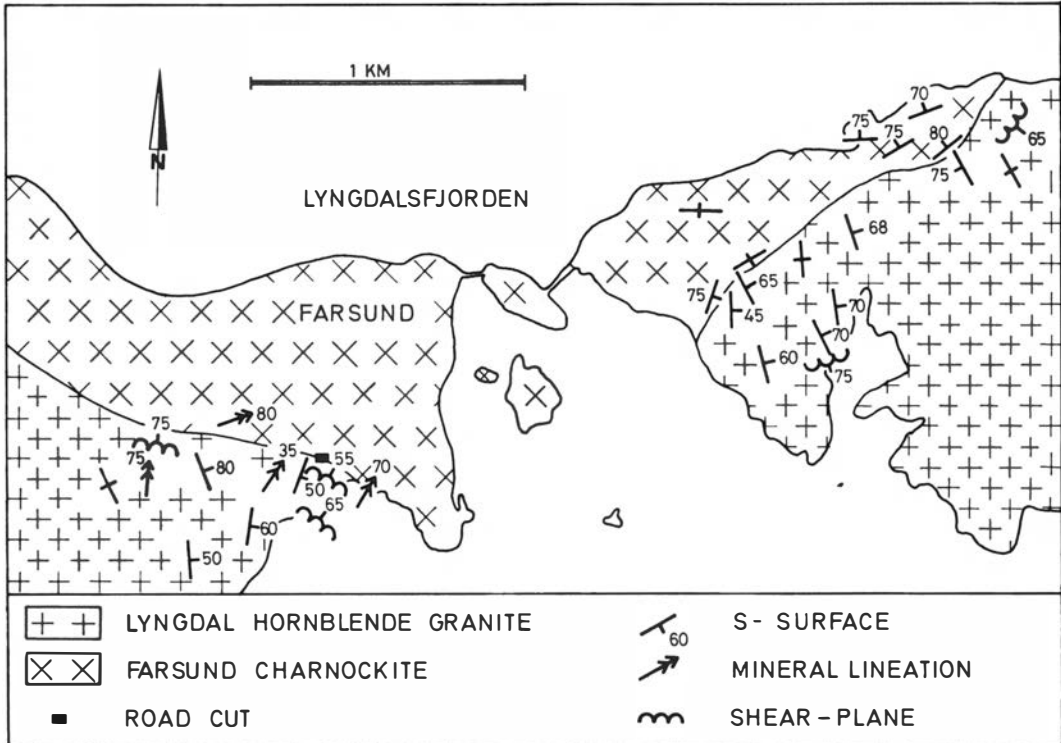 1 KM
N
LYNGDALSFJORDEN
FARSUND
70
75
75
80
65
75
68
75
65
45
70
70
60
75
80
75
75
35
55
70
80
50
65
60
50
LYNGDAL HORNBLENDE GRANITE
FARSUND CHARNOCKITE
ROAD CUT
60
S- SURFACE
MINERAL LINEATION
SHEAR-PLANE